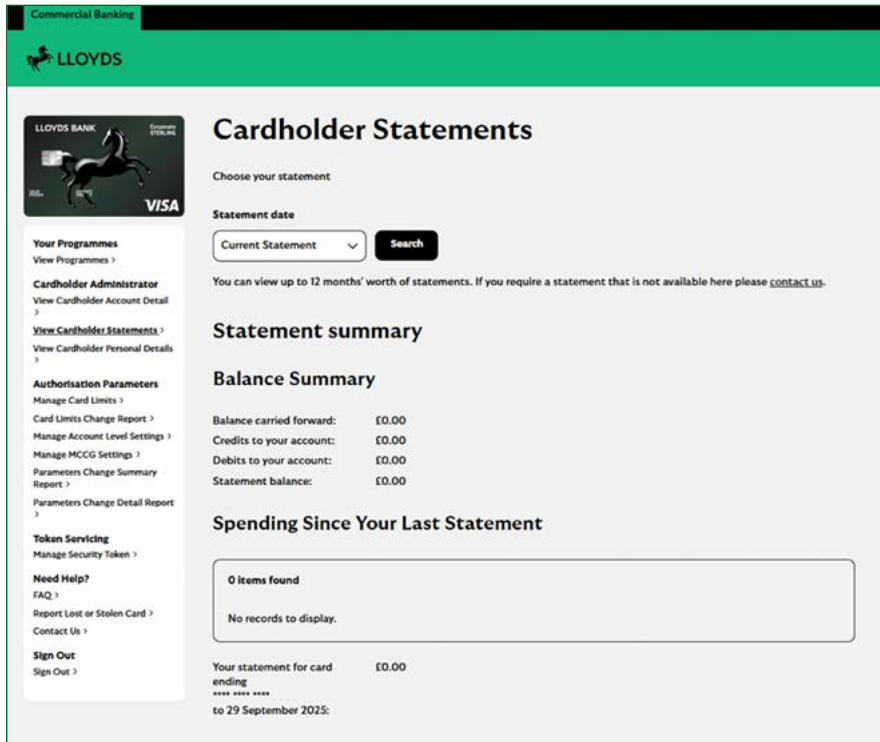 Commercial Banking
LLOYDS
LLOYDS BANK
Corporate
STERLING
VISA
Your Programmes
View Programmes >
Cardholder Administrator
View Cardholder Account Detail
>
View Cardholder Statements >
View Cardholder Personal Details
>
Authorisation Parameters
Manage Card Limits >
Card Limits Change Report >
Manage Account Level Settings >
Manage MCCG Settings >
Parameters Change Summary
Report >
Parameters Change Detail Report
>
Token Servicing
Manage Security Token >
Need Help?
FAQ >
Report Lost or Stolen Card >
Contact Us >
Sign Out
Sign Out >
Cardholder Statements
Choose your statement
Statement date
Current Statement
Search
You can view up to 12 months' worth of statements. If you require a statement that is not available here please contact us.
Statement summary
Balance Summary
Balance carried forward: £0.00
Credits to your account: £0.00
Debits to your account: £0.00
Statement balance: £0.00
Spending Since Your Last Statement
0 items found
No records to display.
Your statement for card £0.00
ending
**** **** ****
to 29 September 2025: